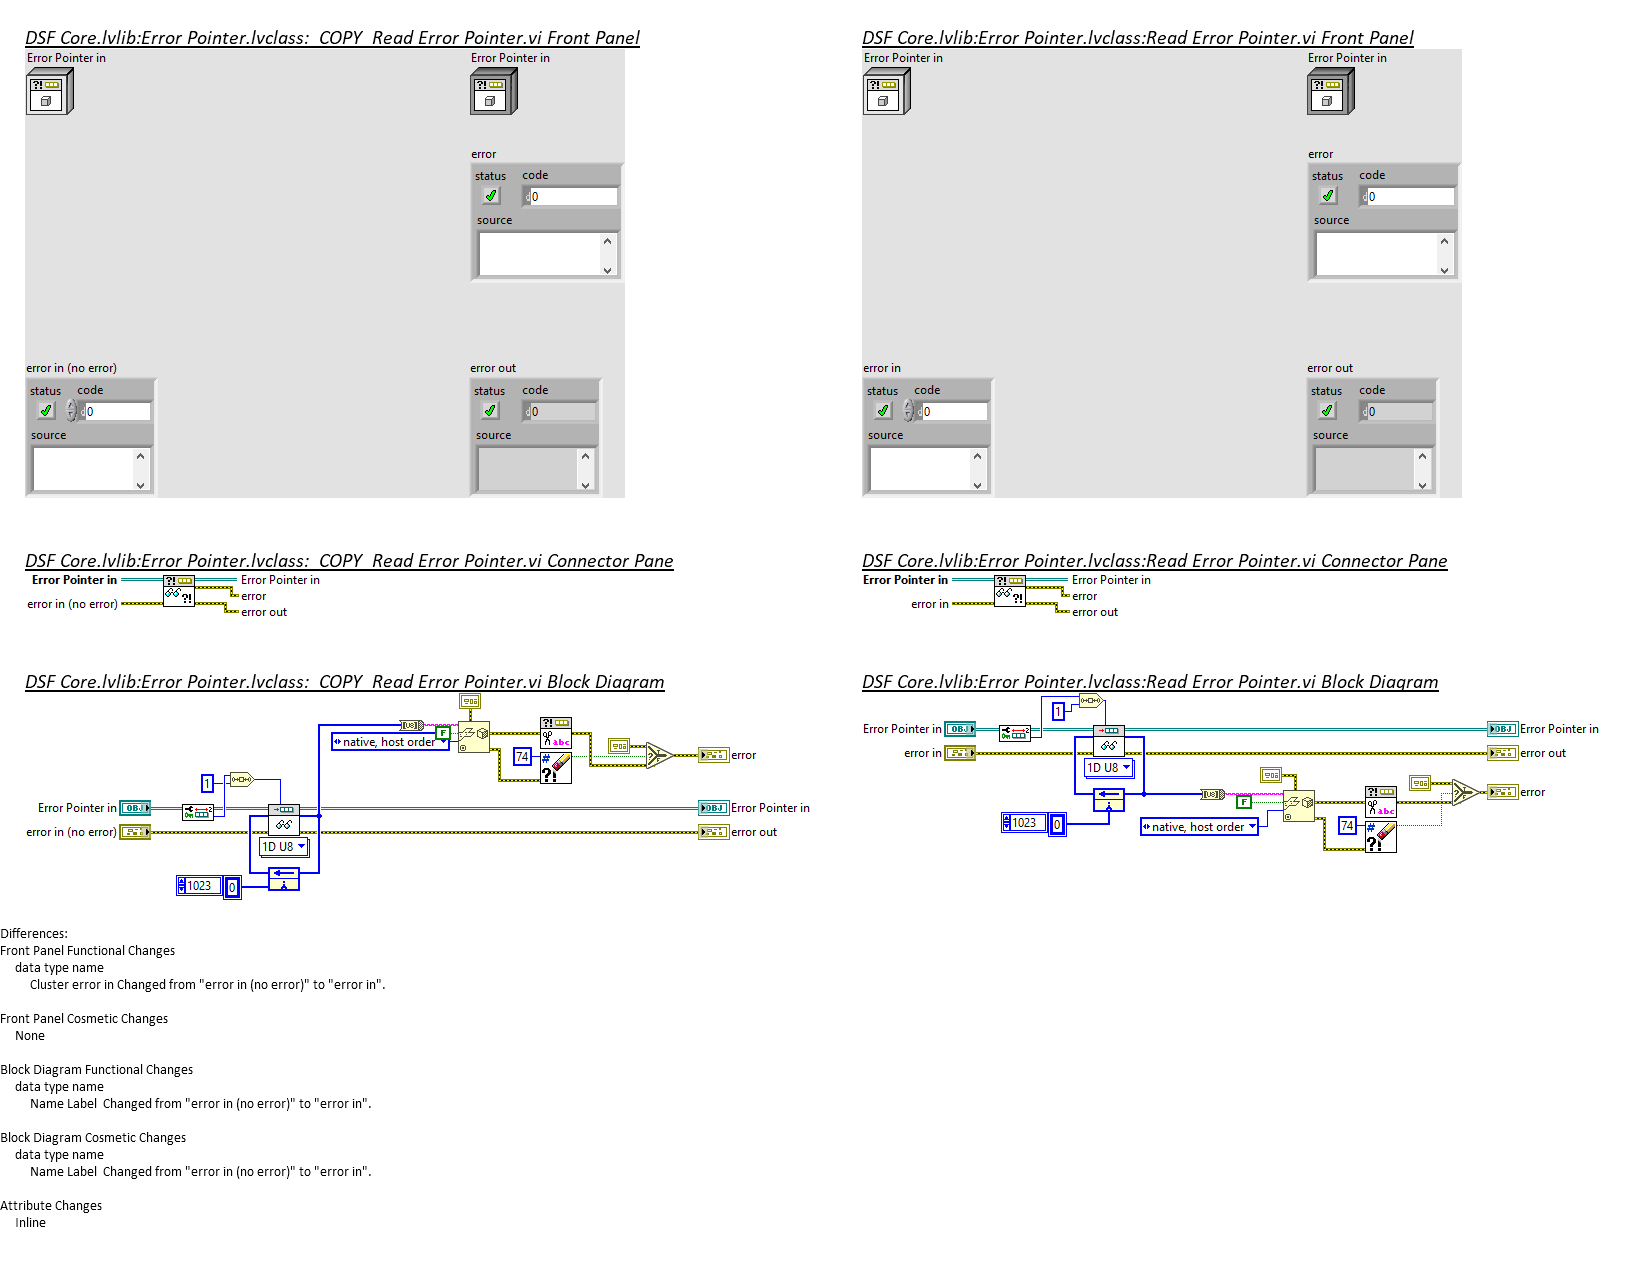 DSF Core.lvlib:Error Pointer.lvclass:  COPY  Read Error Pointer.vi Front Panel
Error Pointer in
Error Pointer in
error
status code
0
source
error in (no error)
status code
0
source
error out
status code
0
source
DSF Core.lvlib:Error Pointer.lvclass:Read Error Pointer.vi Front Panel
Error Pointer in
Error Pointer in
error
status code
0
source
error in
status code
0
source
error out
status code
0
source
DSF Core.lvlib:Error Pointer.lvclass:  COPY  Read Error Pointer.vi Connector Pane
Error Pointer in
error in (no error)
?!
?!
Error Pointer in
error
error out
DSF Core.lvlib:Error Pointer.lvclass:Read Error Pointer.vi Connector Pane
Error Pointer in
error in
?!
?!
Error Pointer in
error
error out
DSF Core.lvlib:Error Pointer.lvclass:  COPY  Read Error Pointer.vi Block Diagram
[U8]
F
native, host order
?!
abc
74
#
?!
error
1
Error Pointer in
OBJ
OBJ
Error Pointer in
error in (no error)
error out
1D U8
1023
0
DSF Core.lvlib:Error Pointer.lvclass:Read Error Pointer.vi Block Diagram
1
Error Pointer in
OBJ
OBJ
Error Pointer in
error in
error out
1D U8
[U8]
F
?!
abc
error
1023
0
native, host order
74
#
?!
Differences:
Front Panel Functional Changes
data type name
Cluster error in Changed from "error in (no error)" to "error in".
Front Panel Cosmetic Changes
None
Block Diagram Functional Changes
data type name
Name Label  Changed from "error in (no error)" to "error in".
Block Diagram Cosmetic Changes
data type name
Name Label  Changed from "error in (no error)" to "error in".
Attribute Changes
Inline